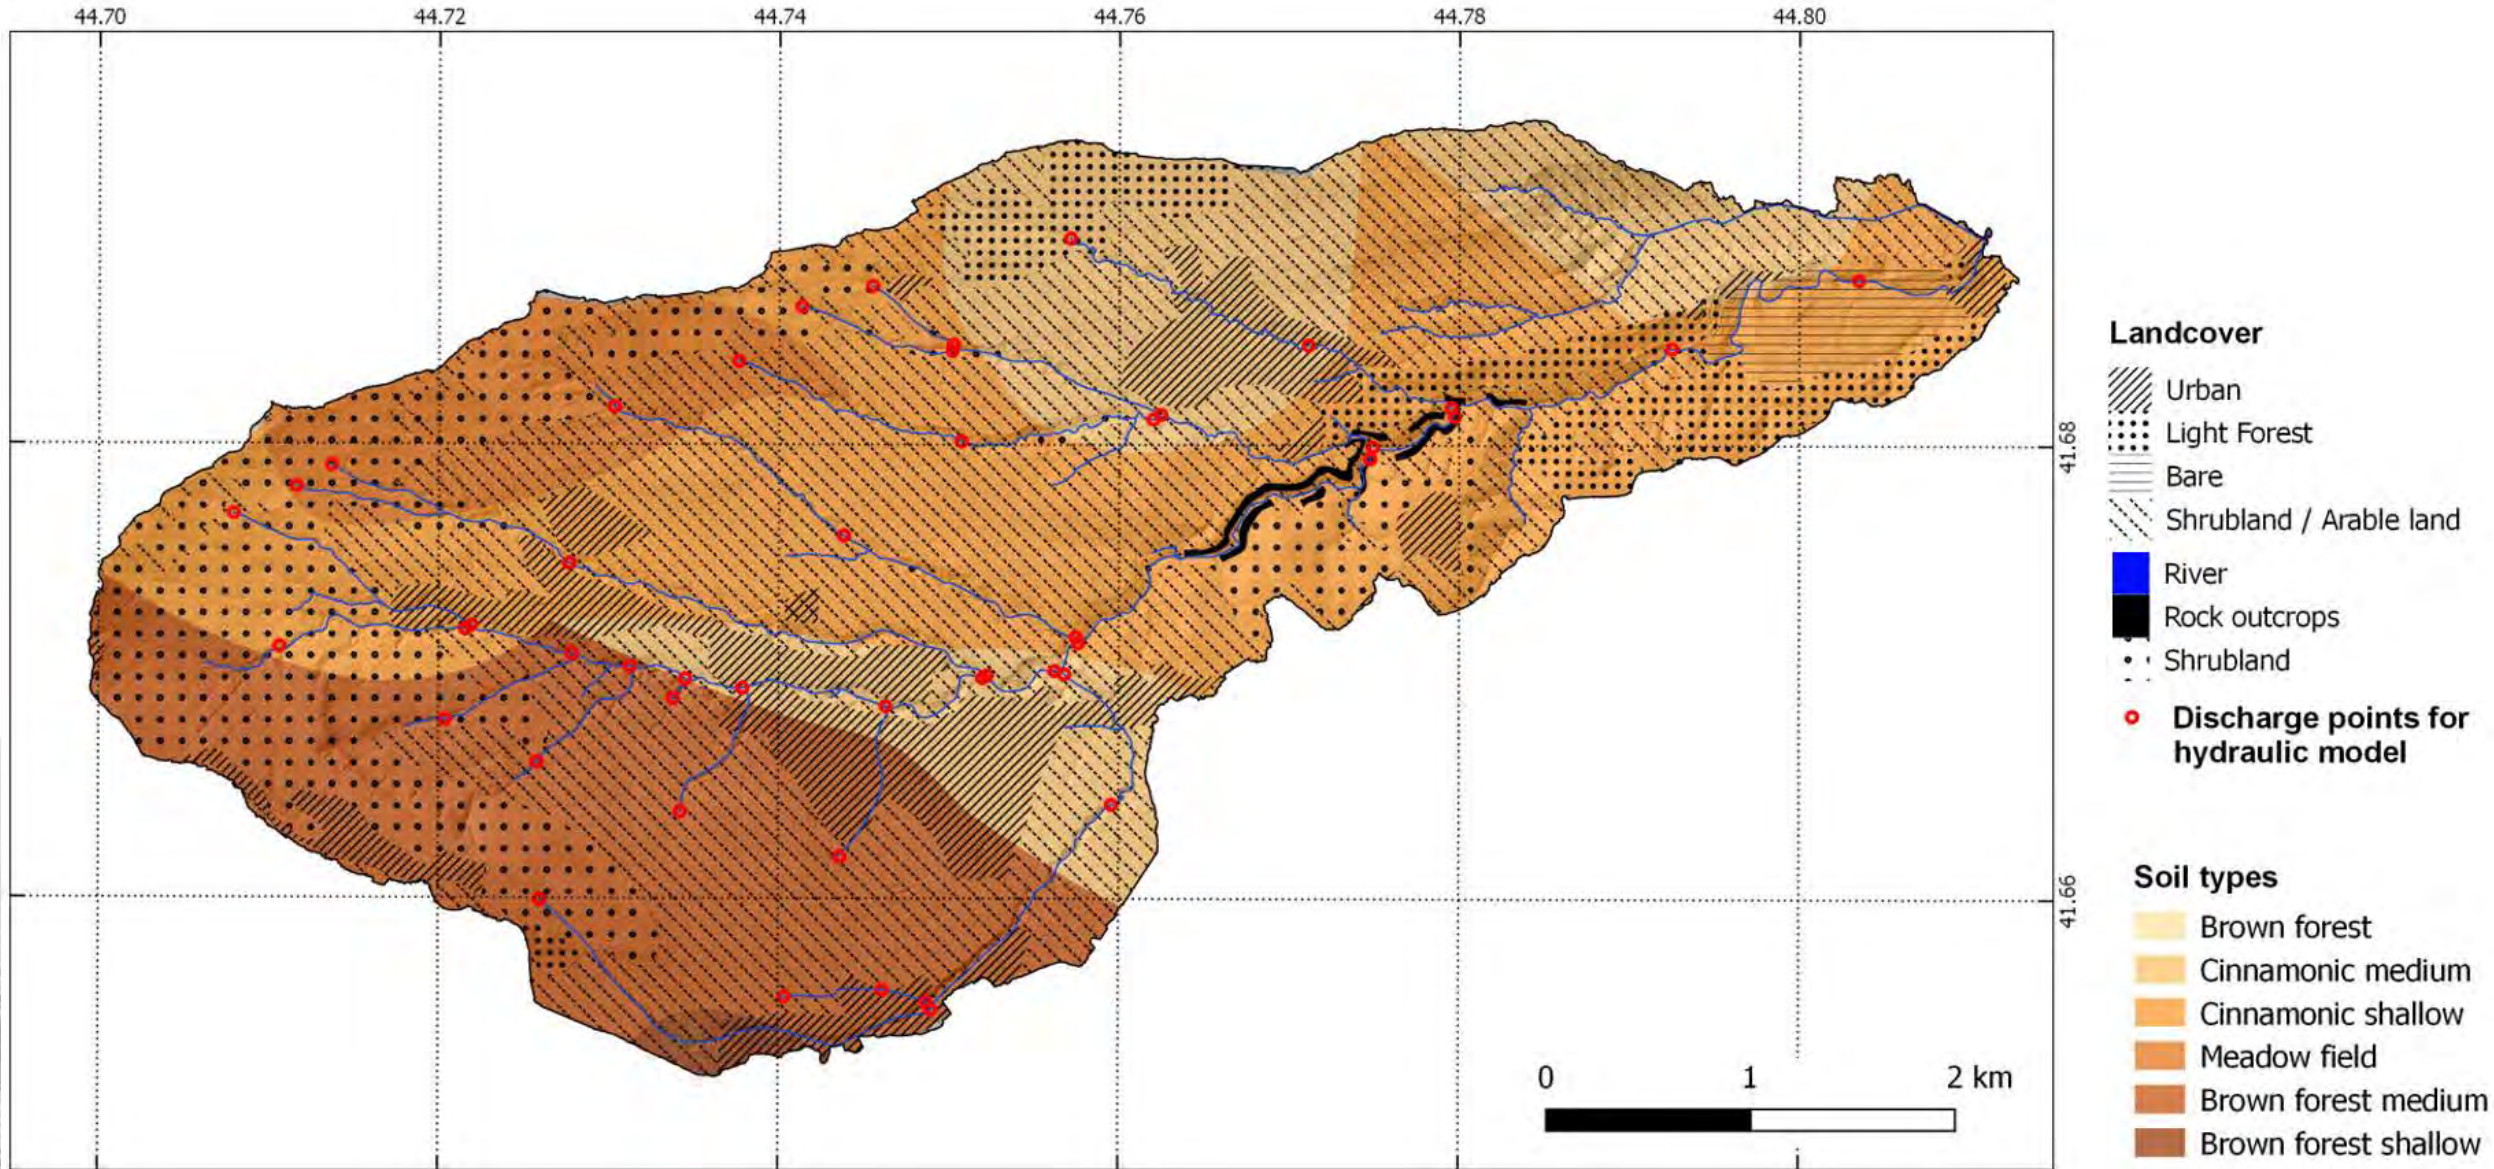 44.70 44.72 44.74 44.76 44.78 44.80
41.68
41.66
Landcover
Urban
Light Forest
Bare
Shrubland / Arable land
River
Rock outcrops
Shrubland
Discharge points for
hydraulic model
Soil types
Brown forest
Cinnamonic medium
Cinnamonic shallow
Meadow field
Brown forest medium
Brown forest shallow
0 1 2 km